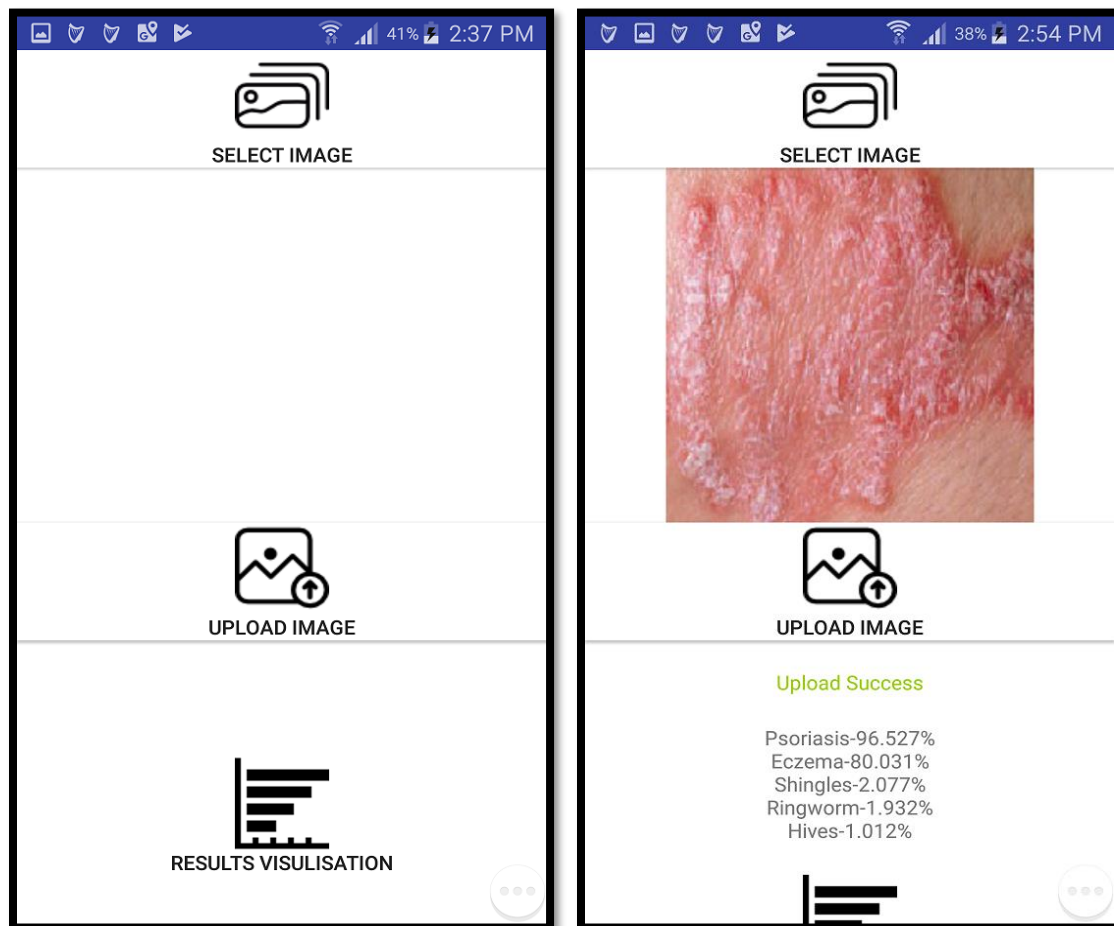 41% 2:37 PM
SELECT IMAGE
UPLOAD IMAGE
RESULTS VISULISATION
38% 2:54 PM
SELECT IMAGE
UPLOAD IMAGE
Upload Success
Psoriasis-96.527%
Eczema-80.031%
Shingles-2.077%
Ringworm-1.932%
Hives-1.012%